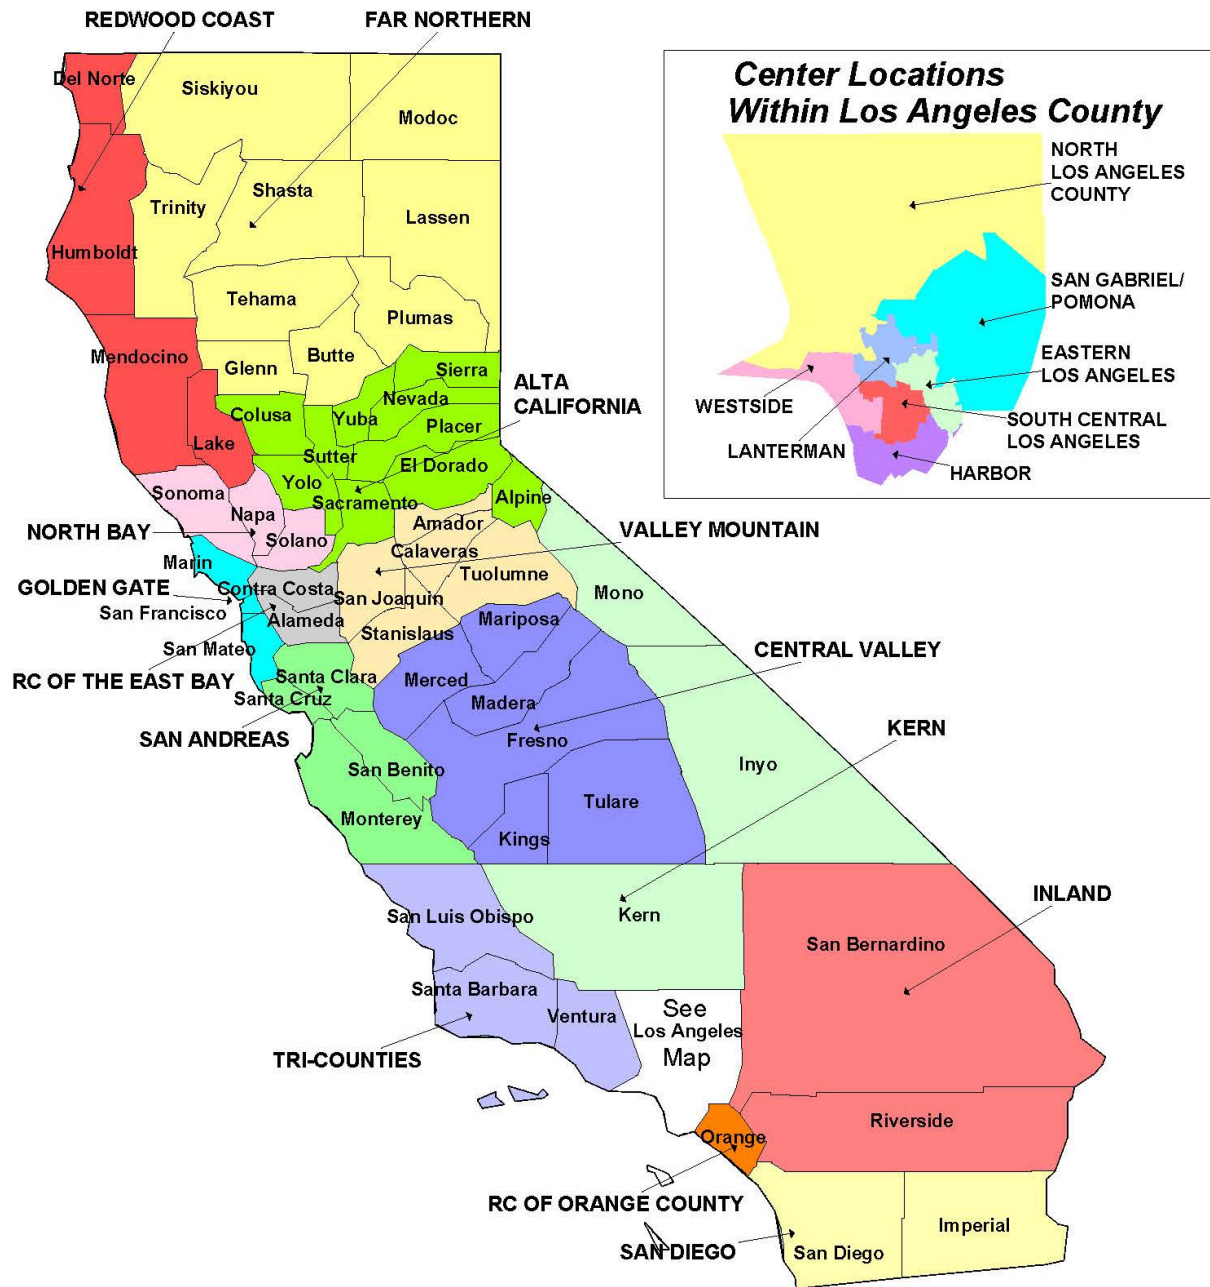 REDWOOD COAST
FAR NORTHERN
Center Locations
Within Los Angeles County
NORTH
LOS ANGELES
COUNTY
SAN GABRIEL/
POMONA
EASTERN
LOS ANGELES
WESTSIDE
SOUTH CENTRAL
LOS ANGELES
LANTERMAN
HARBOR
Del Norte
Siskiyou
Modoc
Shasta
Trinity
Lassen
Humboldt
Tehama
Plumas
Mendocino
Butte
Glenn
Sierra
ALTA
CALIFORNIA
Nevada
Colusa
Yuba
Placer
Lake
Sutter
El Dorado
Yolo
Sonoma
Sacramento
Alpine
Napa
Amador
NORTH BAY
Solano
VALLEY MOUNTAIN
Calaveras
Marin
Tuolumne
GOLDEN GATE
Contra Costa
Mono
San Joaquin
San Francisco
Alameda
Mariposa
Stanislaus
San Mateo
CENTRAL VALLEY
RC OF THE EAST BAY
Santa Clara
Merced
Santa Cruz
Madera
SAN ANDREAS
Fresno
KERN
San Benito
Inyo
Tulare
Monterey
Kings
INLAND
San Luis Obispo
Kern
San Bernardino
Santa Barbara
Ventura
See
Los Angeles
Map
TRI-COUNTIES
Riverside
Orange
RC OF ORANGE COUNTY
Imperial
SAN DIEGO
San Diego